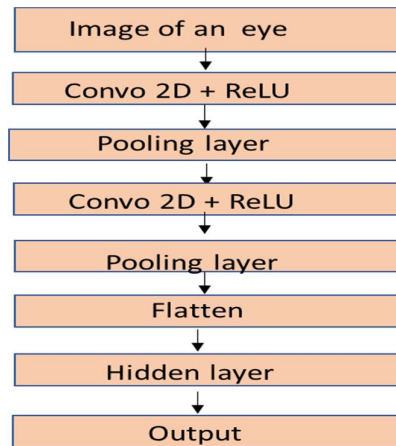 Image of an eye
Convo 2D + ReLU
Pooling layer
Convo 2D + ReLU
Pooling layer
Flatten
Hidden layer
Output